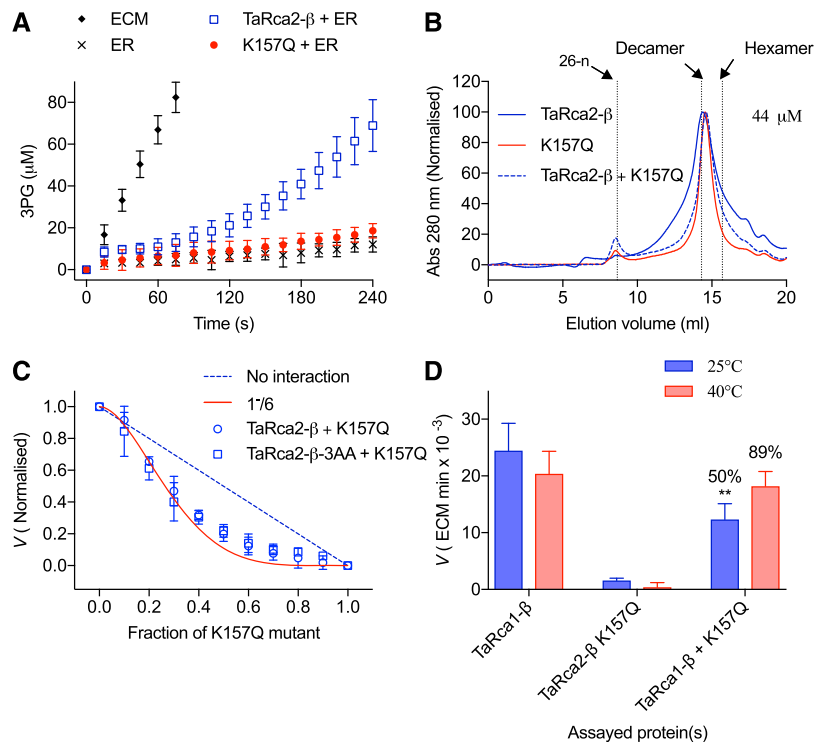 A
ECM
ER
TaRca2-β + ER
K157Q + ER
3PG (μM)
80
60
40
20
0
0
60
120
180
240
Time (s)
B
26-n
Decamer
Hexamer
TaRca2-β
K157Q
TaRca2-β + K157Q
44 μM
Abs 280 nm (Normalised)
120
100
80
60
40
20
0
0
5
10
15
20
Elution volume (ml)
C
No interaction
1-/6
TaRca2-β + K157Q
TaRca2-β-3AA + K157Q
V ( Normalised)
1.0
0.8
0.6
0.4
0.2
0.0
0.0
0.2
0.4
0.6
0.8
1.0
Fraction of K157Q mutant
D
25°C
40°C
V ( ECM min x 10 -3)
30
20
10
0
50%
**
89%
TaRca1-β
TaRca2-β K157Q
TaRca1-β + K157Q
Assayed protein(s)